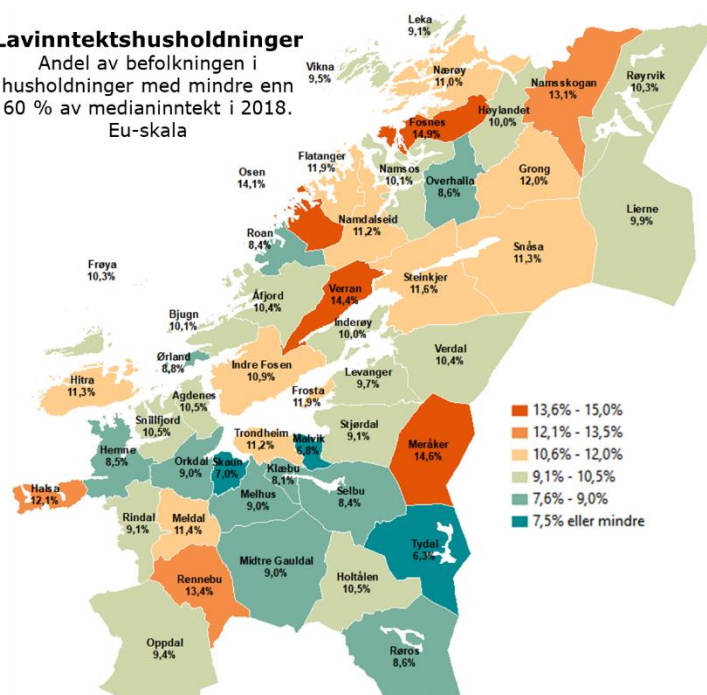 Lavinntektshusholdninger
Andel av befolkningen i
husholdninger med mindre enn
60 % av medianinntekt i 2018.
Eu-skala
Leka
9,1%
Vikna
9,5%
Nærøy
11,0%
Namsskogan
13,1%
Røyrvik
10,3%
Fosnes
14,9%
Høylandet
10,0%
Osen
14,1%
Flatanger
11,9%
Namsos
10,1%
Overhalla
8,6%
Grong
12,0%
Lierne
9,9%
Namdalseid
11,2%
Roan
8,4%
Snåsa
11,3%
Frøya
10,3%
Steinkjer
11,6%
Verran
14,4%
Åfjord
10,4%
Bjugn
10,1%
Inderøy
10,0%
Verdal
10,4%
Ørland
8,8%
Indre Fosen
10,9%
Levanger
9,7%
Hitra
11,3%
Agdenes
10,5%
Frosta
11,9%
Snillfjord
10,5%
Stjørdal
9,1%
Trondheim
11,2%
Malvik
6,8%
Meråker
14,6%
Hemne
8,5%
Orkdal
9,0%
Skaun
7,0%
Klæbu
8,1%
Halsa
12,1%
Melhus
9,0%
Selbu
8,4%
Rindal
9,1%
Meldal
11,4%
Tydal
6,3%
Midtre Gauldal
9,0%
Holtålen
10,5%
Rennebu
13,4%
Oppdal
9,4%
Røros
8,6%
13,6% - 15,0%
12,1% - 13,5%
10,6% - 12,0%
9,1% - 10,5%
7,6% - 9,0%
7,5% eller mindre